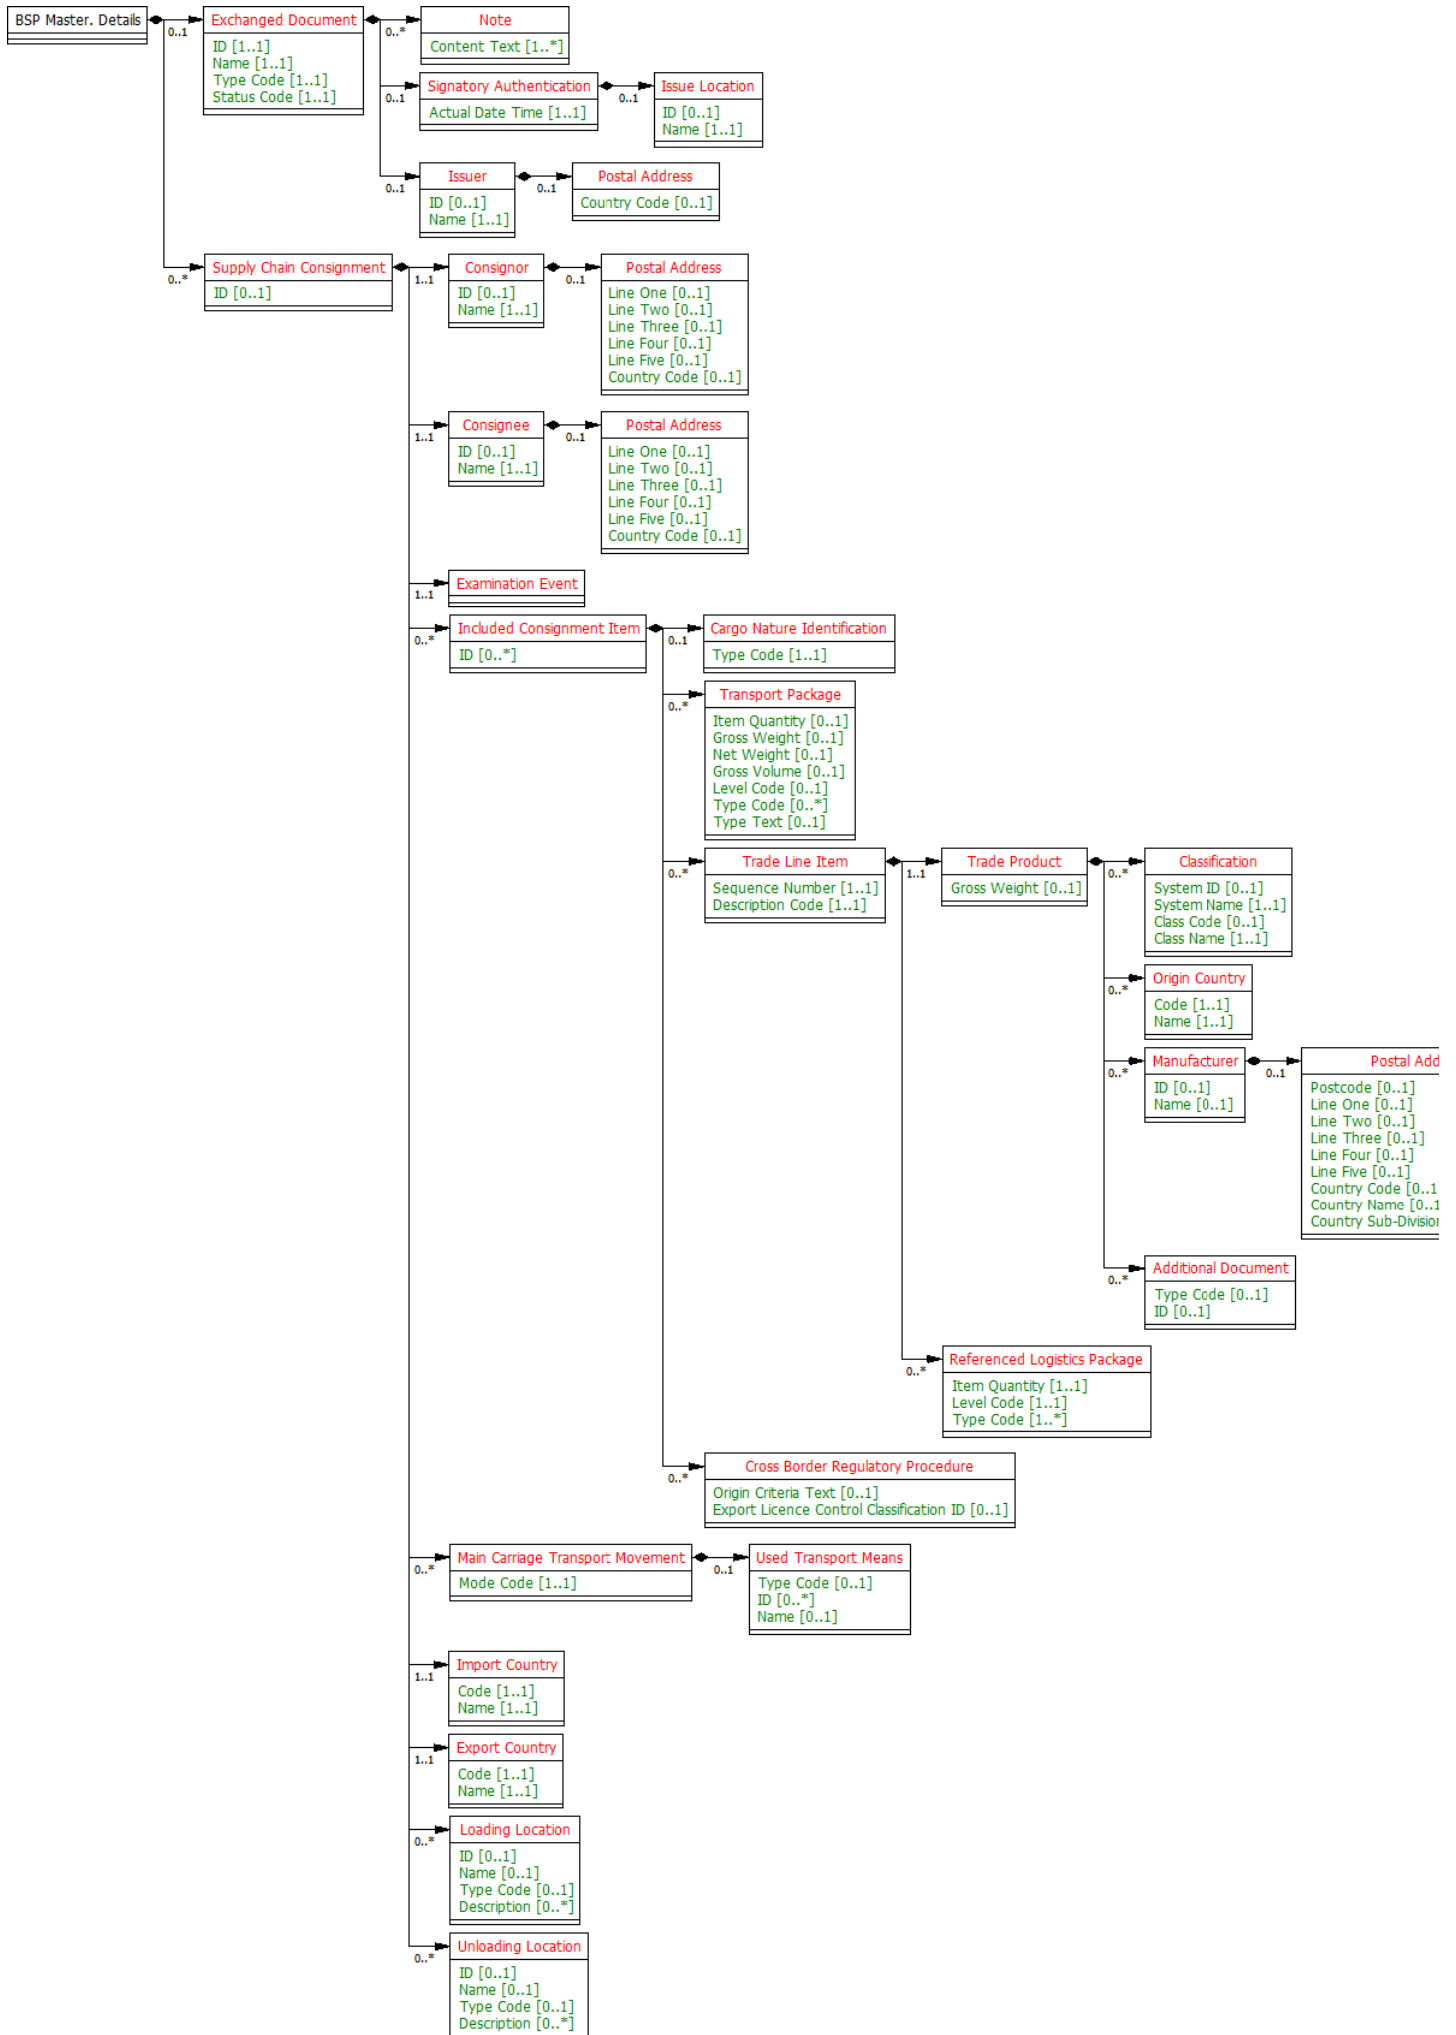 BSP Master. Details
0..1
Exchanged Document
ID [1..1]
Name [1..1]
Type Code [1..1]
Status Code [1..1]
0..*
Note
Content Text [1..*]
0..1
Signatory Authentication
Actual Date Time [1..1]
0..1
Issue Location
ID [0..1]
Name [1..1]
0..1
Issuer
ID [0..1]
Name [1..1]
0..1
Postal Address
Country Code [0..1]
0..*
Supply Chain Consignment
ID [0..1]
1..1
Consignor
ID [0..1]
Name [1..1]
0..1
Postal Address
Line One [0..1]
Line Two [0..1]
Line Three [0..1]
Line Four [0..1]
Line Five [0..1]
Country Code [0..1]
1..1
Consignee
ID [0..1]
Name [1..1]
0..1
Postal Address
Line One [0..1]
Line Two [0..1]
Line Three [0..1]
Line Four [0..1]
Line Five [0..1]
Country Code [0..1]
1..1
Examination Event
0..*
Included Consignment Item
ID [0..*]
0..1
Cargo Nature Identification
Type Code [1..1]
0..*
Transport Package
Item Quantity [0..1]
Gross Weight [0..1]
Net Weight [0..1]
Gross Volume [0..1]
Level Code [0..1]
Type Code [0..*]
Type Text [0..1]
0..*
Trade Line Item
Sequence Number [1..1]
Description Code [1..1]
1..1
Trade Product
Gross Weight [0..1]
0..*
Classification
System ID [0..1]
System Name [1..1]
Class Code [0..1]
Class Name [1..1]
0..*
Origin Country
Code [1..1]
Name [1..1]
0..*
Manufacturer
ID [0..1]
Name [0..1]
0..1
Postal Add
Postcode [0..1]
Line One [0..1]
Line Two [0..1]
Line Three [0..1]
Line Four [0..1]
Line Five [0..1]
Country Code [0..1
Country Name [0..1
Country Sub-Division
0..*
Additional Document
Type Code [0..1]
ID [0..1]
0..*
Referenced Logistics Package
Item Quantity [1..1]
Level Code [1..1]
Type Code [1..*]
0..*
Cross Border Regulatory Procedure
Origin Criteria Text [0..1]
Export Licence Control Classification ID [0..1]
0..*
Main Carriage Transport Movement
Mode Code [1..1]
0..1
Used Transport Means
Type Code [0..1]
ID [0..*]
Name [0..1]
1..1
Import Country
Code [1..1]
Name [1..1]
1..1
Export Country
Code [1..1]
Name [1..1]
0..*
Loading Location
ID [0..1]
Name [0..1]
Type Code [0..1]
Description [0..*]
0..*
Unloading Location
ID [0..1]
Name [0..1]
Type Code [0..1]
Description [0..*]